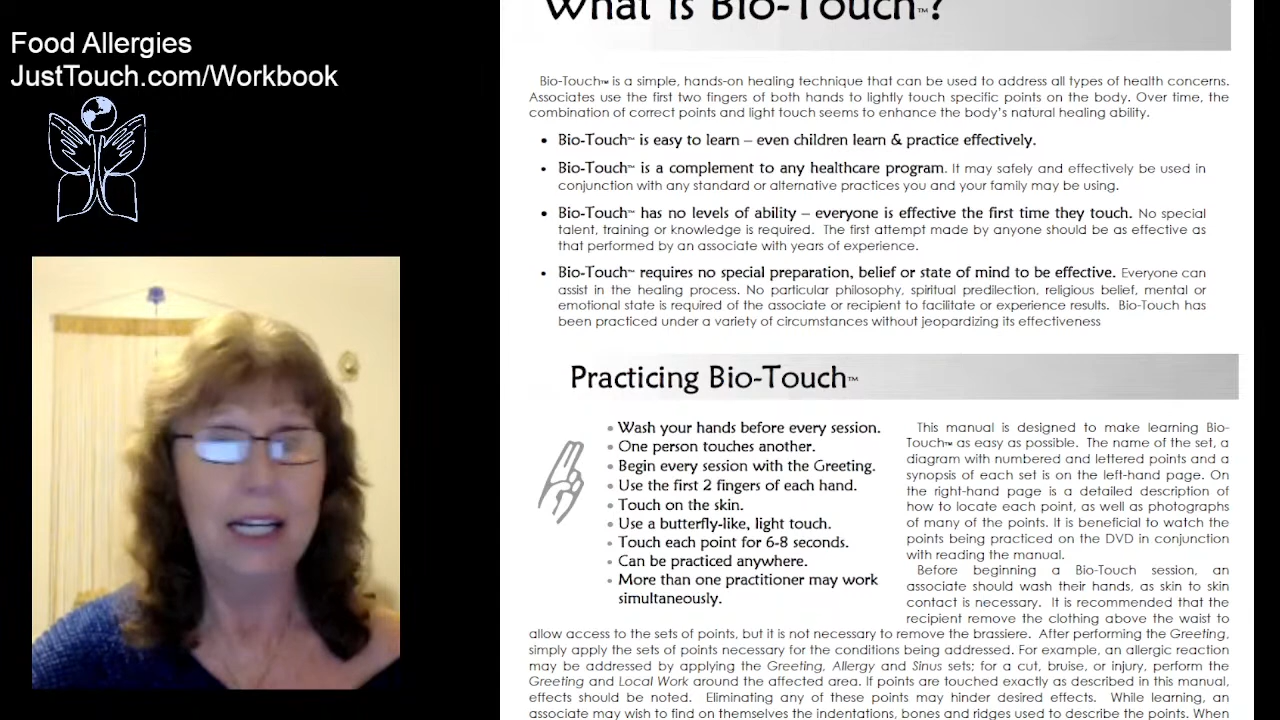 Food Allergies
JustTouch.com/Workbook
What is Bio-Touch™?
Bio-Touch™ is a simple, hands-on healing technique that can be used to address all types of health concerns.
Associates use the first two fingers of both hands to lightly touch specific points on the body. Over time, the
combination of correct points and light touch seems to enhance the body's natural healing ability.
• Bio-Touch™ is easy to learn – even children learn & practice effectively.
• Bio-Touch™ is a complement to any healthcare program. It may safely and effectively be used in
conjunction with any standard or alternative practices you and your family may be using.
• Bio-Touch™ has no levels of ability – everyone is effective the first time they touch. No special
talent, training or knowledge is required. The first attempt made by anyone should be as effective as
that performed by an associate with years of experience.
• Bio-Touch™ requires no special preparation, belief or state of mind to be effective. Everyone can
assist in the healing process. No particular philosophy, spiritual predilection, religious belief, mental or
emotional state is required of the associate or recipient to facilitate or experience results. Bio-Touch has
been practiced under a variety of circumstances without jeopardizing its effectiveness
Practicing Bio-Touch™
• Wash your hands before every session.
• One person touches another.
• Begin every session with the Greeting.
• Use the first 2 fingers of each hand.
• Touch on the skin.
• Use a butterfly-like, light touch.
• Touch each point for 6-8 seconds.
• Can be practiced anywhere.
• More than one practitioner may work
simultaneously.
This manual is designed to make learning Bio-
Touch™ as easy as possible. The name of the set, a
diagram with numbered and lettered points and a
synopsis of each set is on the left-hand page. On
the right-hand page is a detailed description of
how to locate each point, as well as photographs
of many of the points. It is beneficial to watch the
points being practiced on the DVD in conjunction
with reading the manual.
Before beginning a Bio-Touch session, an
associate should wash their hands, as skin to skin
contact is necessary. It is recommended that the
recipient remove the clothing above the waist to
allow access to the sets of points, but it is not necessary to remove the brassiere. After performing the Greeting,
simply apply the sets of points necessary for the conditions being addressed. For example, an allergic reaction
may be addressed by applying the Greeting, Allergy and Sinus sets; for a cut, bruise, or injury, perform the
Greeting and Local Work around the affected area. If points are touched exactly as described in this manual,
effects should be noted. Eliminating any of these points may hinder desired effects. While learning, an
associate may wish to find on themselves the indentations, bones and ridges used to describe the points. When